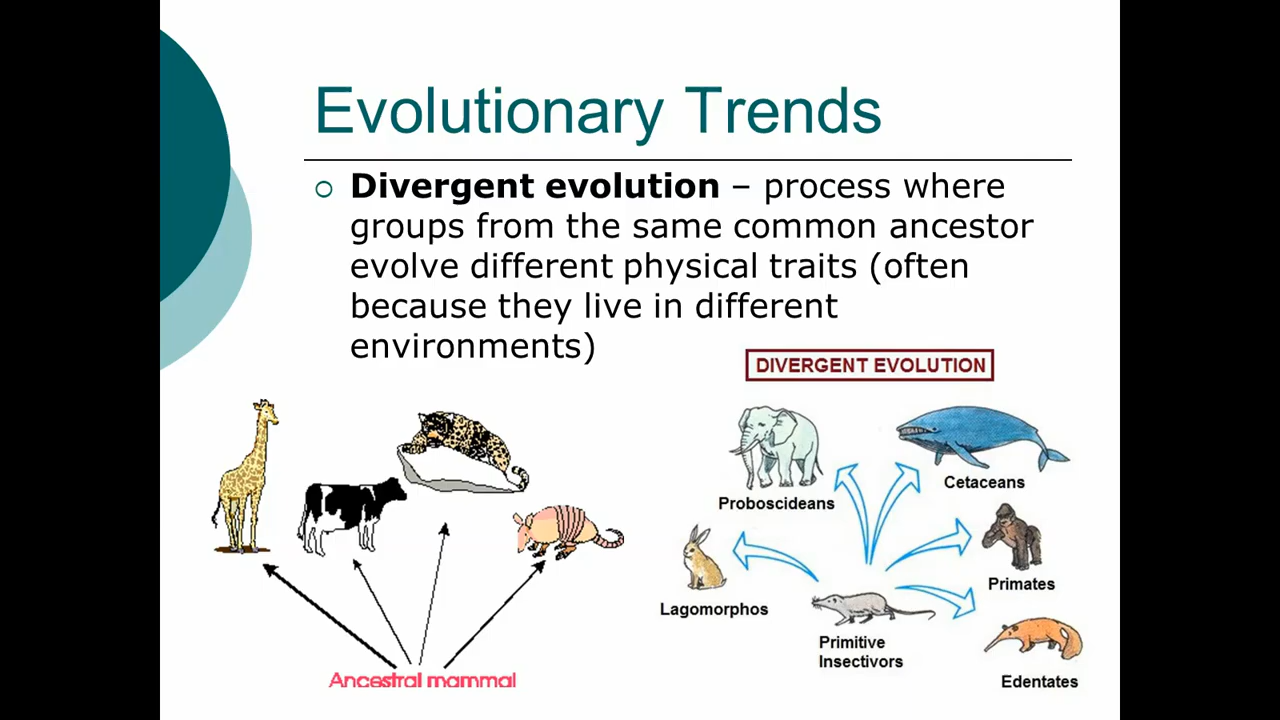 Evolutionary Trends
Divergent evolution – process where
groups from the same common ancestor
evolve different physical traits (often
because they live in different
environments)
DIVERGENT EVOLUTION
Proboscideans
Cetaceans
Primates
Lagomorphos
Primitive
Insectivors
Edentates
Ancestral mammal